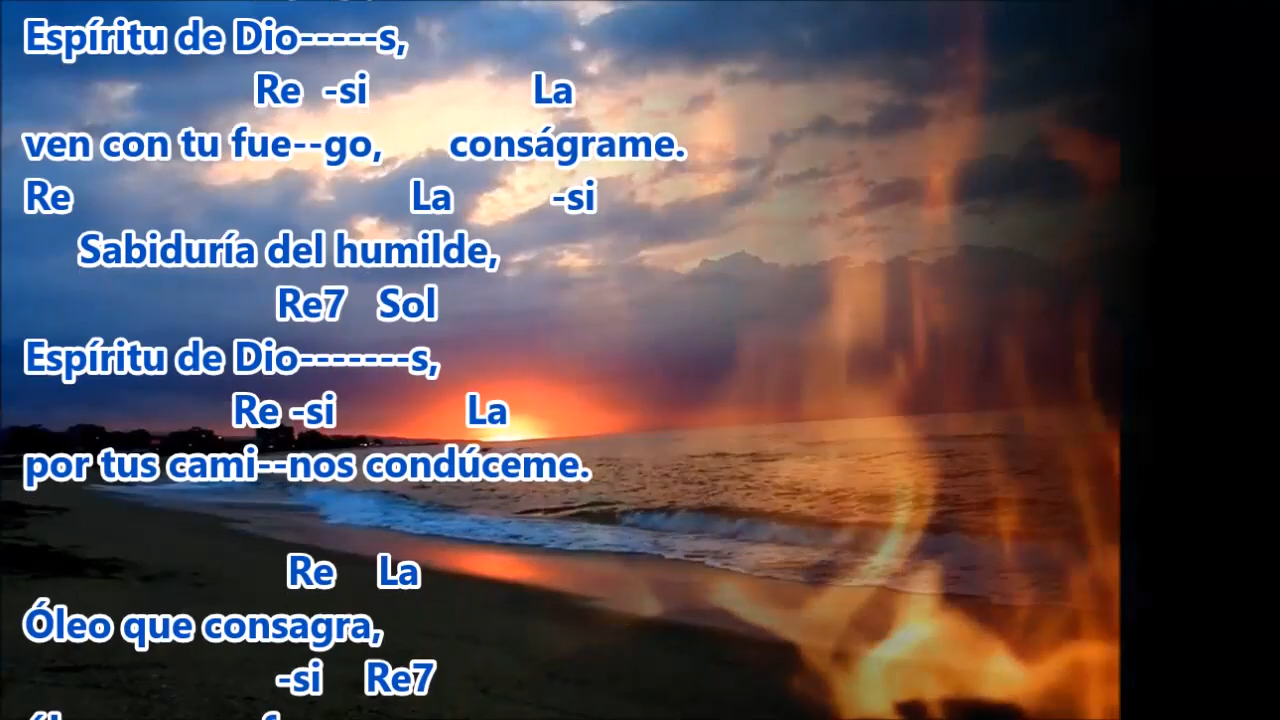 Espíritu de Dio-----s,
Re -si La
ven con tu fue--go, conságrame.
Re La -si
Sabiduría del humilde,
Re7 Sol
Espíritu de Dio-------s,
Re -si La
por tus cami--nos condúceme.
Re La
Óleo que consagra,
-si Re7